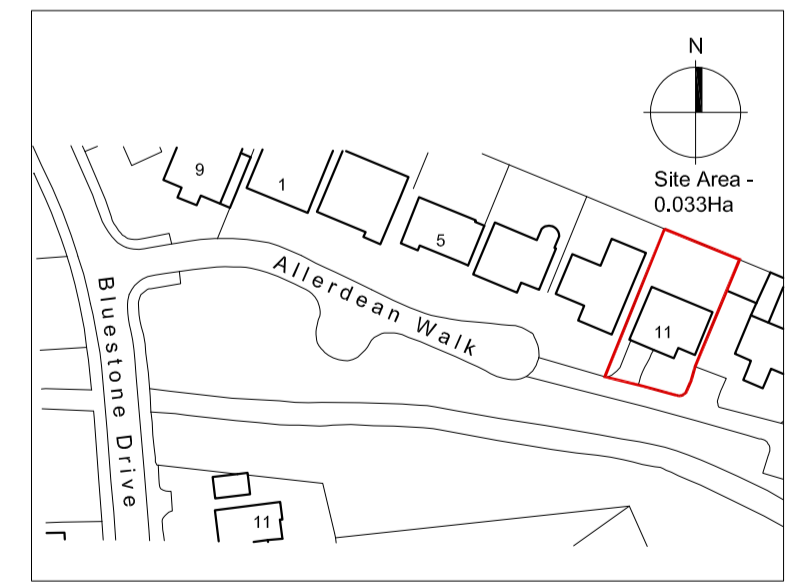 N
Site Area -
0.033Ha
9
1
5
11
Allerdean Walk
Bluestone Drive
11